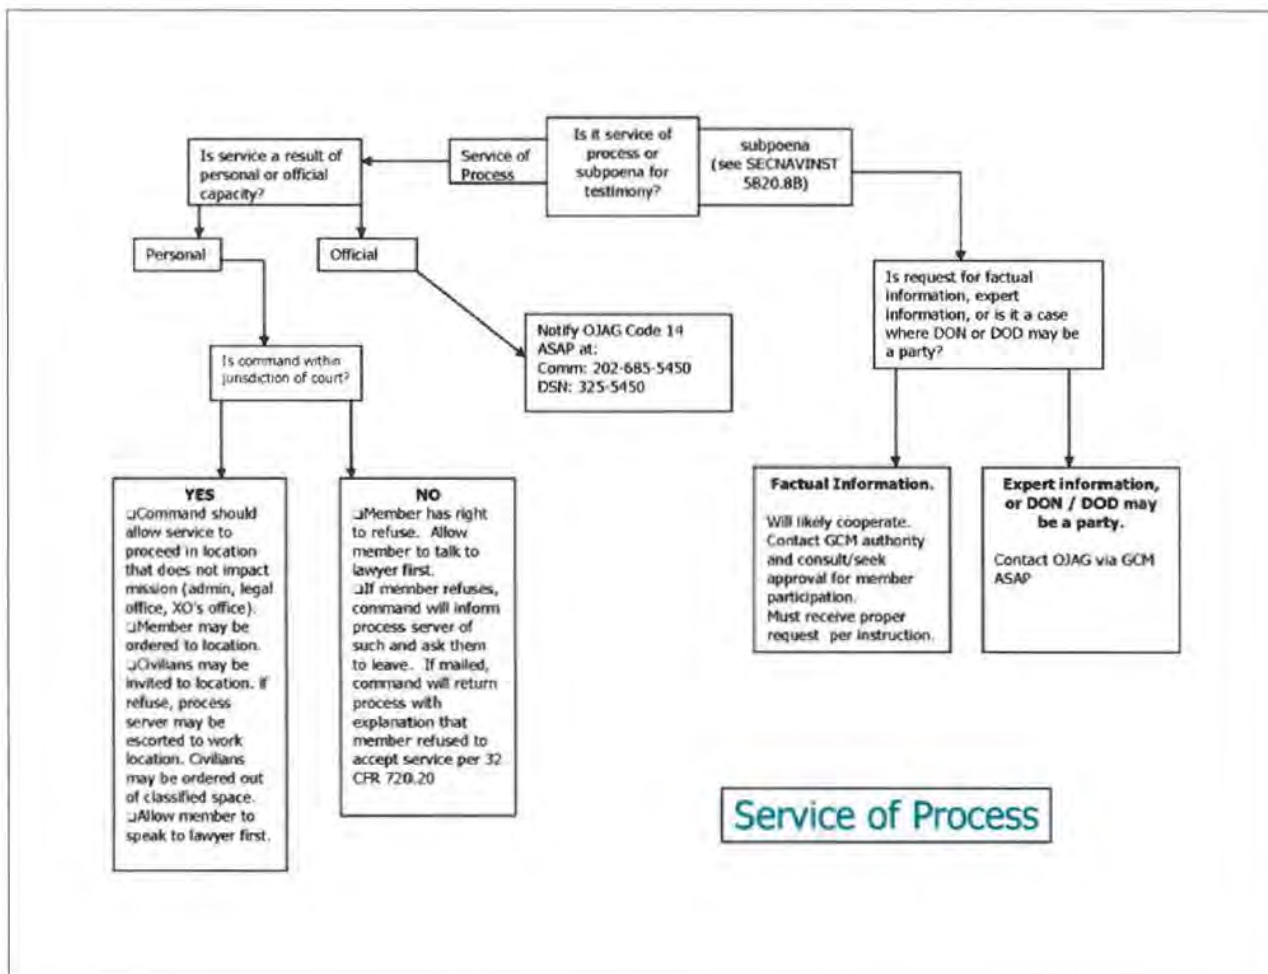 Is it service of
process or
subpoena for
testimony?
Service of
Process
subpoena
(see SECNAVINST
5820.8B)
Is service a result of
personal or official
capacity?
Personal
Official
Is request for factual
information, expert
information, or is it a case
where DON or DOD may be
a party?
Notify OJAG Code 14
ASAP at:
Comm: 202-685-5450
DSN: 325-5450
Is command within
jurisdiction of court?
YES
❑Command should
allow service to
proceed in location
that does not impact
mission (admin, legal
office, XO's office).
❑Member may be
ordered to location.
❑Civilians may be
invited to location. if
refuse, process
server may be
escorted to work
location. Civilians
may be ordered out
of classified space.
❑Allow member to
speak to lawyer first.
NO
❑Member has right
to refuse. Allow
member to talk to
lawyer first.
❑If member refuses,
command will inform
process server of
such and ask them
to leave. If mailed,
command will return
process with
explanation that
member refused to
accept service per 32
CFR 720.20
Factual Information.
Will likely cooperate.
Contact GCM authority
and consult/seek
approval for member
participation.
Must receive proper
request per instruction.
Expert information,
or DON / DOD may
be a party.
Contact OJAG via GCM
ASAP
Service of Process